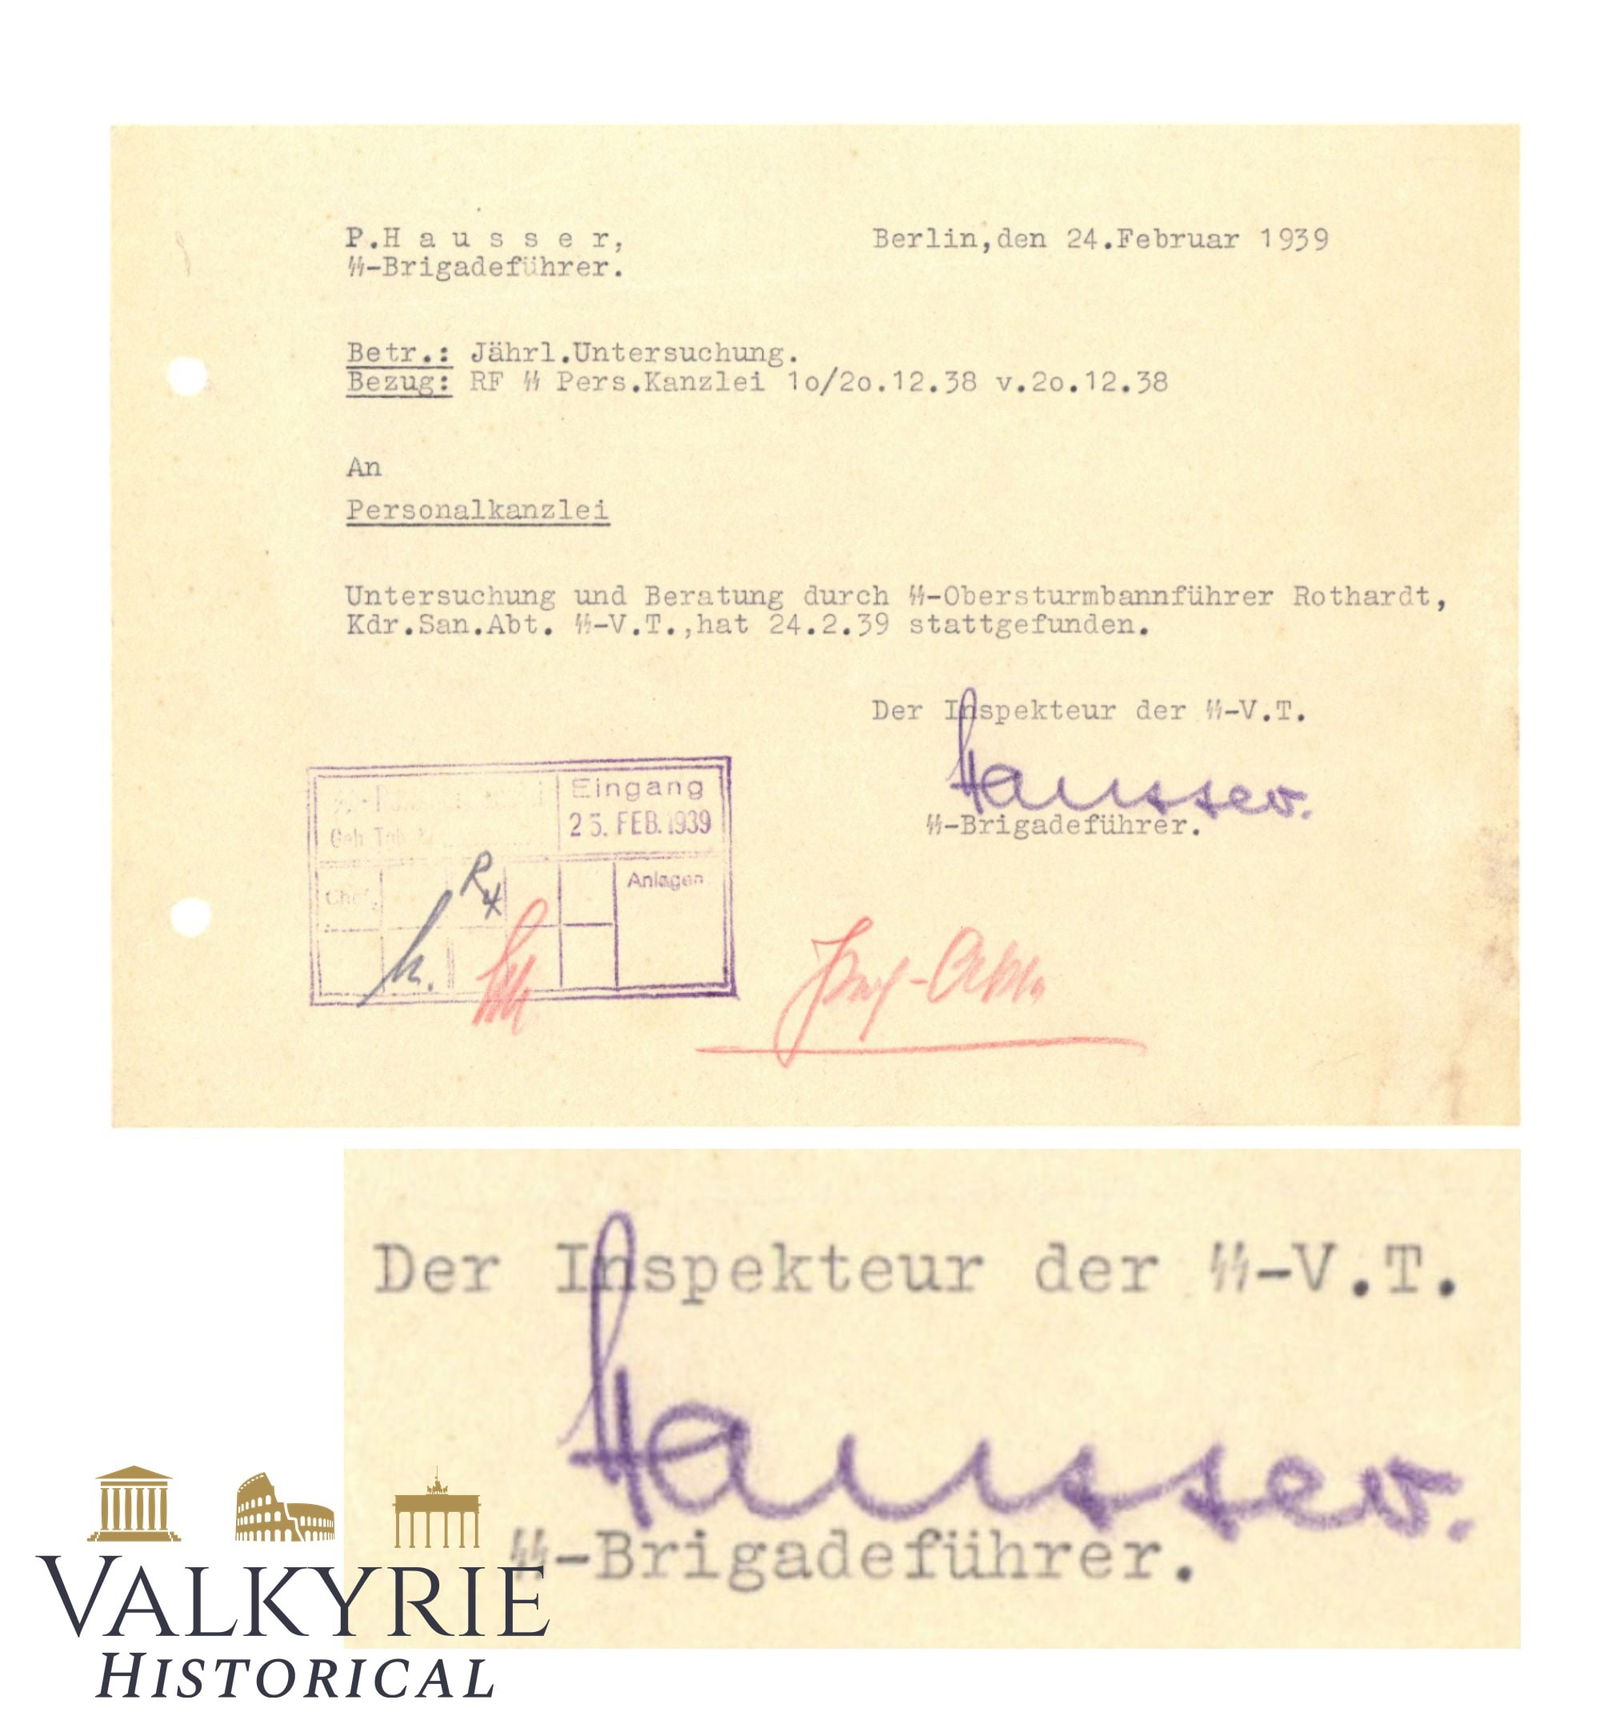 P.H a u s s e r,
ᛋᛋ-Brigadeführer.
Berlin,den 24.Februar 1939
Betr.: Jährl.Untersuchung.
Bezug: RF ᛋᛋ Pers.Kanzlei 1o/2o.12.38 v.2o.12.38
An
Personalkanzlei
Untersuchung und Beratung durch ᛋᛋ-Obersturmbannführer Rothardt,
Kdr.San.Abt. ᛋᛋ-V.T.,hat 24.2.39 stattgefunden.
Der Inspekteur der ᛋᛋ-V.T.
Hausser.
ᛋᛋ-Brigadeführer.
Eingang
25. FEB. 1939
Chef
Anlagen
Der Inspekteur der ᛋᛋ-V.T.
Hausser.
ᛋᛋ-Brigadeführer.
VALKYRIE
HISTORICAL